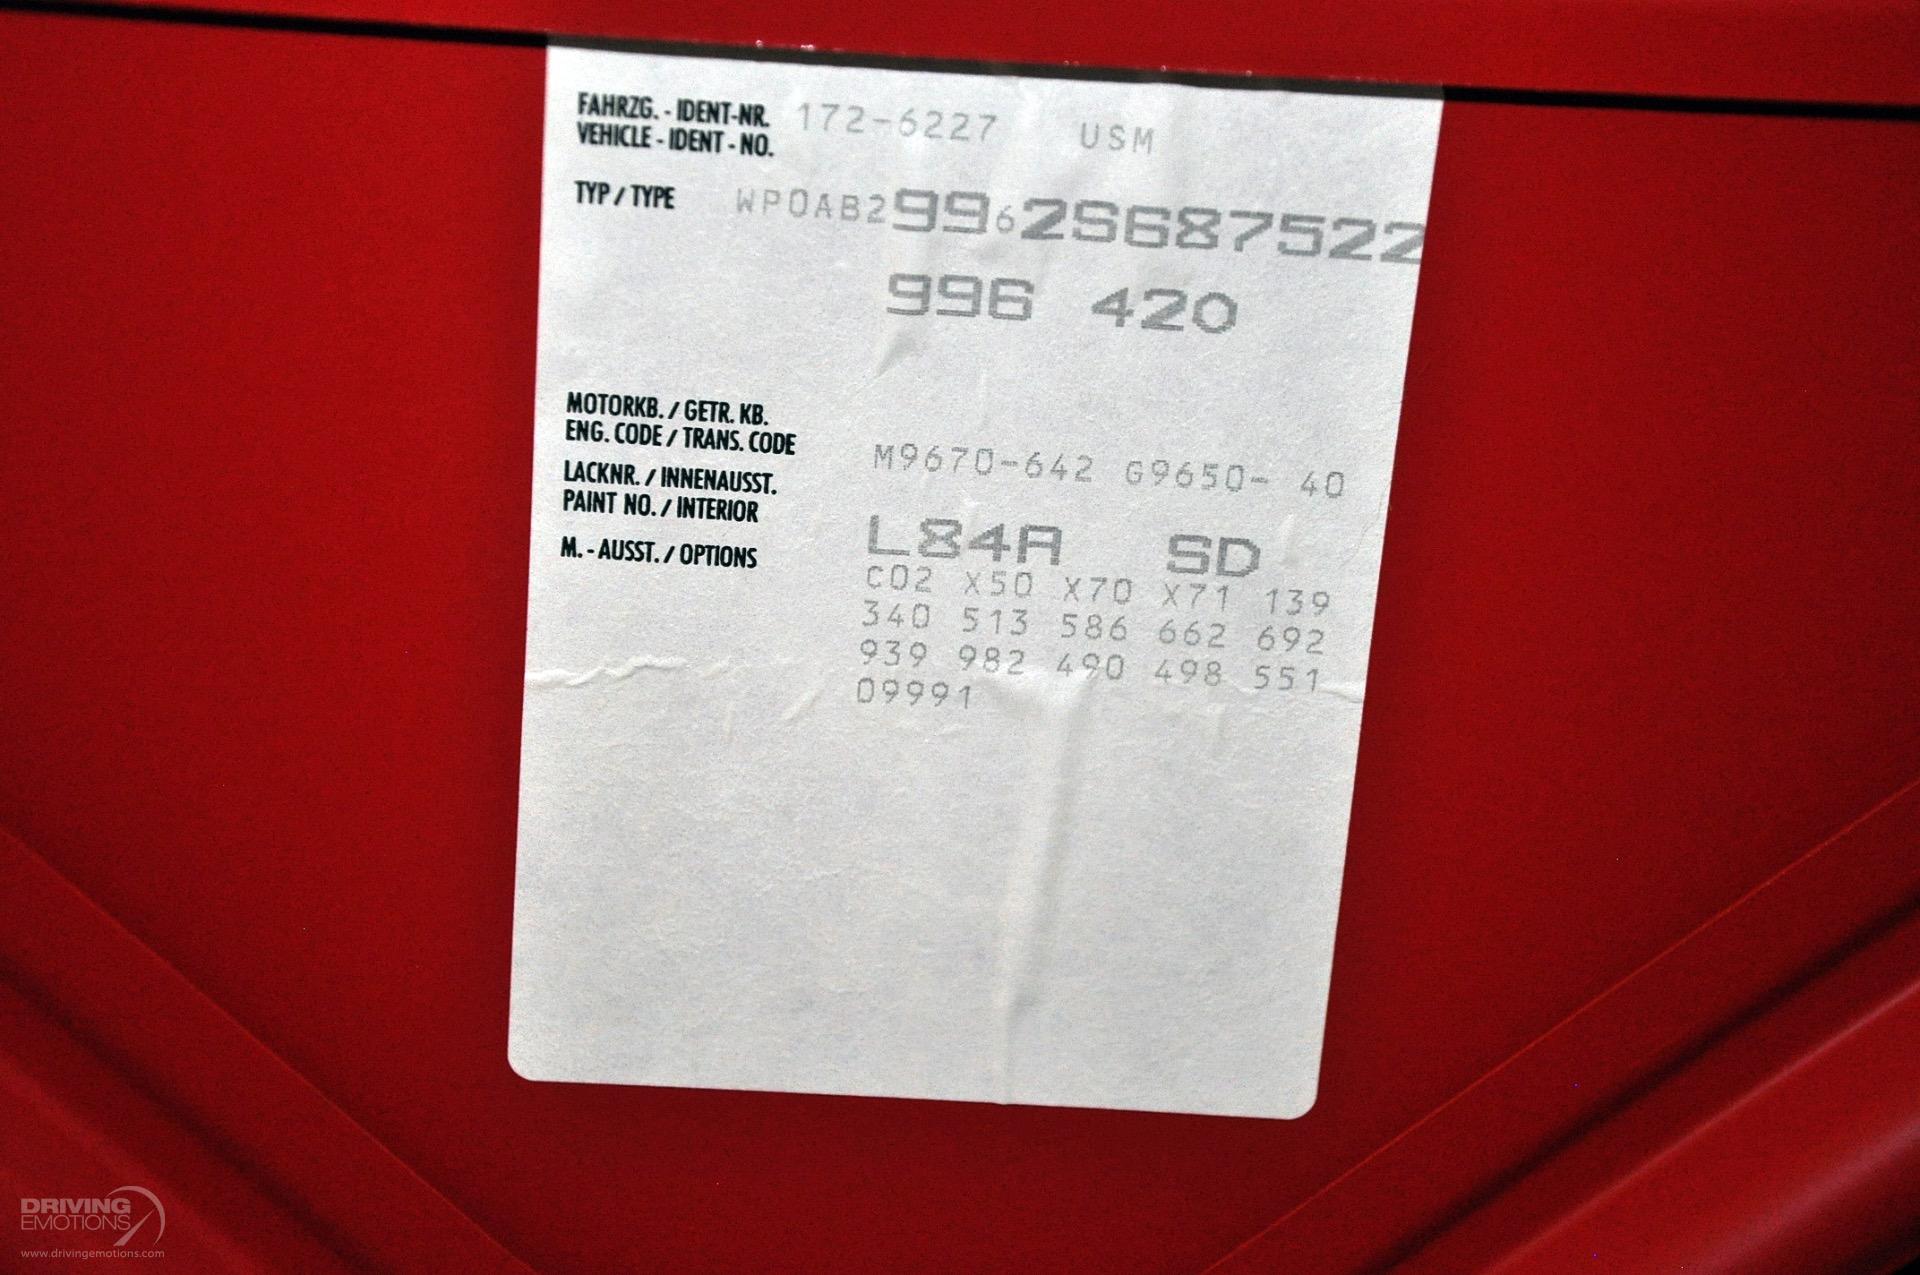 FAHRZG. - IDENT-NR. 172-6227 USM
VEHICLE - IDENT - NO.
TYP / TYPE WP0AB29962S687522
996 420
MOTORKB. / GETR. KB.
ENG. CODE / TRANS. CODE M9670-642 G9650- 40
LACKNR. / INNENAUSST.
PAINT NO. / INTERIOR L84A SD
M. - AUSST. / OPTIONS C02 X50 X70 X71 139
340 513 586 662 692
939 982 490 498 551
09991
DRIVING
EMOTIONS
www.drivingemotions.com